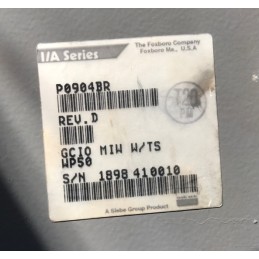 I/A Series
The Foxboro Company
Foxboro Ma., U.S.A
P0904BR
REV.D
GCIO MIW W/TS
WP50
S/N 1898 410010
A Siebe Group Product